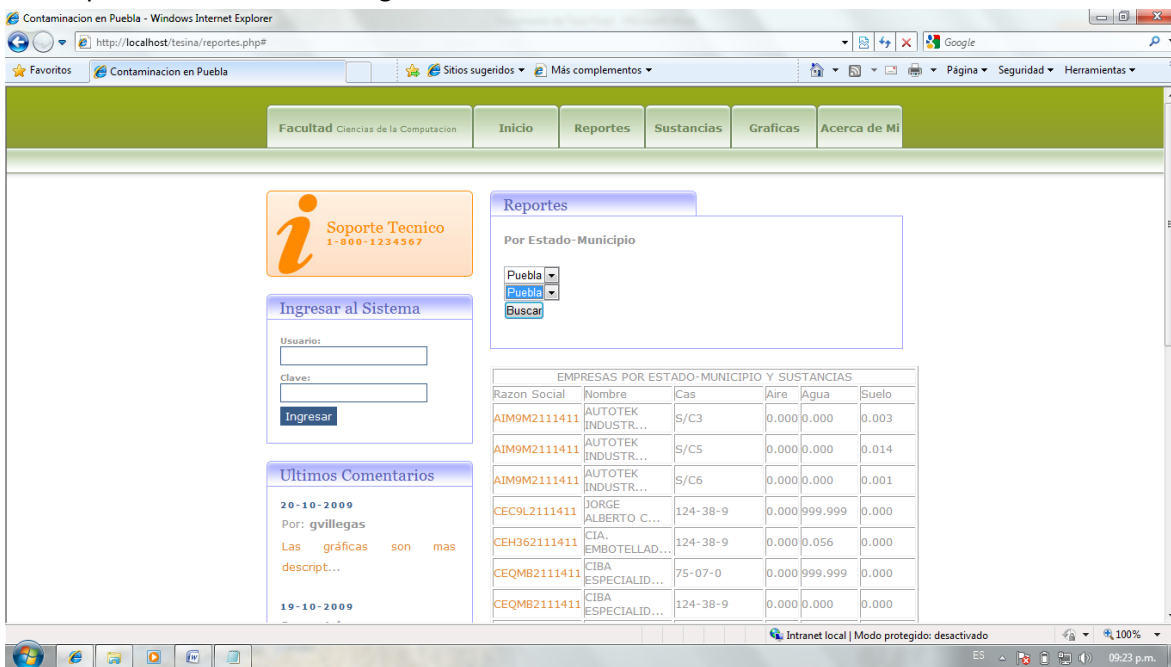 Contaminacion en Puebla - Windows Internet Explorer
http://localhost/tesina/reportes.php#
Google
Favoritos
Contaminacion en Puebla
Sitios sugeridos
Más complementos
Página
Seguridad
Herramientas
Facultad Ciencias de la Computacion
Inicio
Reportes
Sustancias
Graficas
Acerca de Mi
Soporte Tecnico
1-800-1234567
Ingresar al Sistema
Usuario:
Clave:
Ingresar
Ultimos Comentarios
20-10-2009
Por: gvillegas
Las gráficas son mas
descript...
19-10-2009
Reportes
Por Estado-Municipio
Puebla
Puebla
Buscar
EMPRESAS POR ESTADO-MUNICIPIO Y SUSTANCIAS
Razon Social Nombre Cas Aire Agua Suelo
AIM9M2111411 AUTOTEK INDUSTR... S/C3 0.000 0.000 0.003
AIM9M2111411 AUTOTEK INDUSTR... S/C5 0.000 0.000 0.014
AIM9M2111411 AUTOTEK INDUSTR... S/C6 0.000 0.000 0.001
CEC9L2111411 JORGE ALBERTO C... 124-38-9 0.000 999.999 0.000
CEH362111411 CIA. EMBOTELLAD... 124-38-9 0.000 0.056 0.000
CEQMB2111411 CIBA ESPECIALID... 75-07-0 0.000 999.999 0.000
CEQMB2111411 CIBA ESPECIALID... 124-38-9 0.000 0.000 0.000
Intranet local | Modo protegido: desactivado
100%
ES
09:23 p.m.